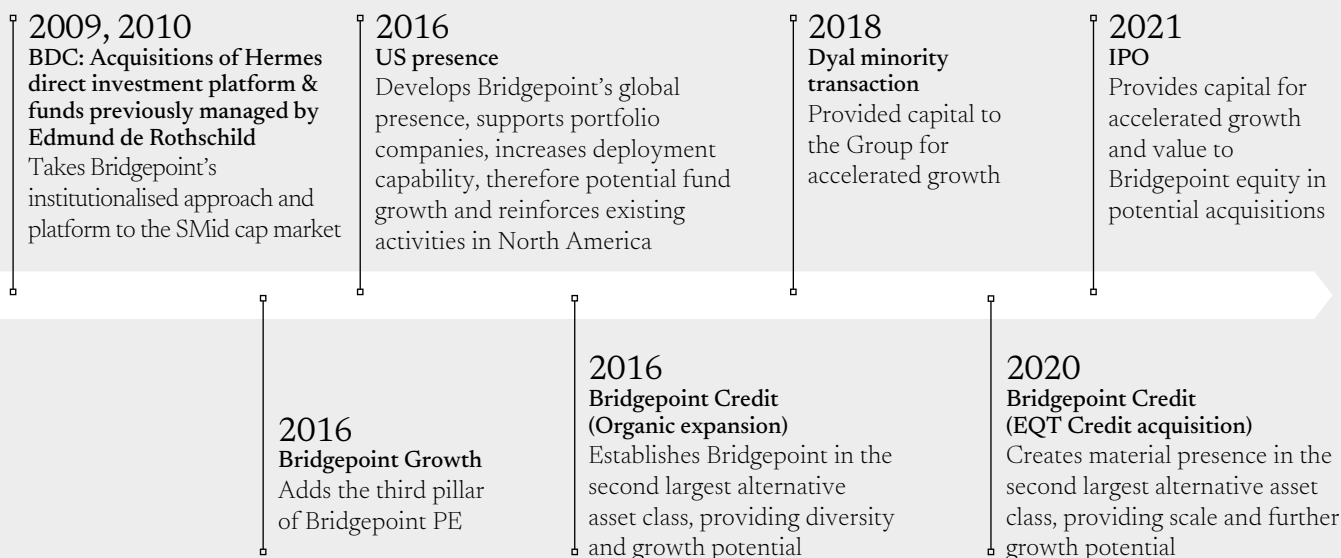 2009, 2010
BDC: Acquisitions of Hermes
direct investment platform &
funds previously managed by
Edmund de Rothschild
Takes Bridgepoint's
institutionalised approach and
platform to the SMid cap market
2016
US presence
Develops Bridgepoint's global
presence, supports portfolio
companies, increases deployment
capability, therefore potential fund
growth and reinforces existing
activities in North America
2018
Dyal minority
transaction
Provided capital to
the Group for
accelerated growth
2021
IPO
Provides capital for
accelerated growth
and value to
Bridgepoint equity in
potential acquisitions
2016
Bridgepoint Growth
Adds the third pillar
of Bridgepoint PE
2016
Bridgepoint Credit
(Organic expansion)
Establishes Bridgepoint in the
second largest alternative
asset class, providing diversity
and growth potential
2020
Bridgepoint Credit
(EQT Credit acquisition)
Creates material presence in the
second largest alternative asset
class, providing scale and further
growth potential